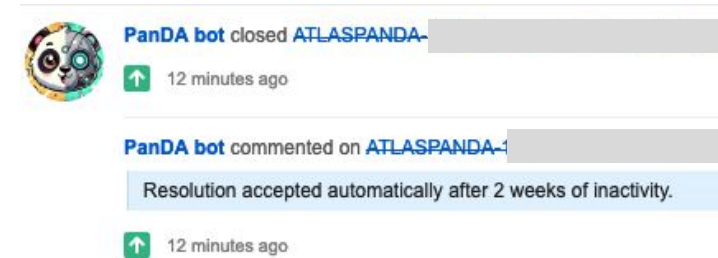 PanDA bot closed ATLASPANDA-
12 minutes ago
PanDA bot commented on ATLASPANDA-1
Resolution accepted automatically after 2 weeks of inactivity.
12 minutes ago